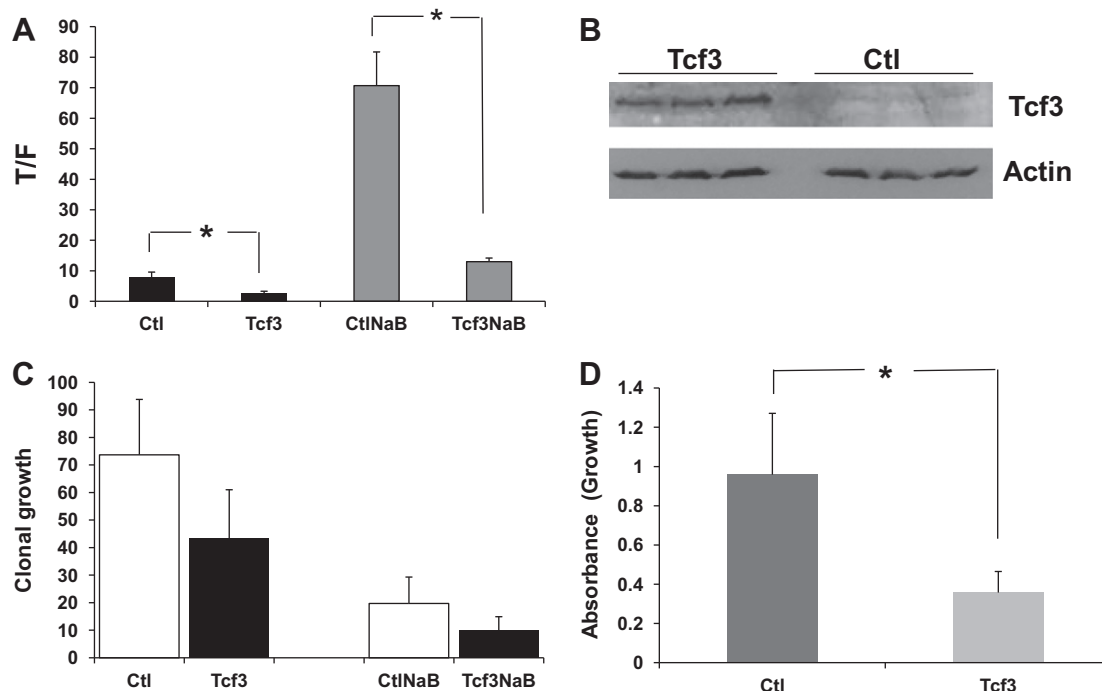 A
T/F
90
80
70
60
50
40
30
20
10
0
*
*
Ctl
Tcf3
CtlNaB
Tcf3NaB
B
Tcf3 Ctl
Tcf3
Actin
C
Clonal growth
100
90
80
70
60
50
40
30
20
10
0
Ctl
Tcf3
CtlNaB
Tcf3NaB
D
Absorbance (Growth)
1.4
1.2
1
0.8
0.6
0.4
0.2
0
*
Ctl
Tcf3